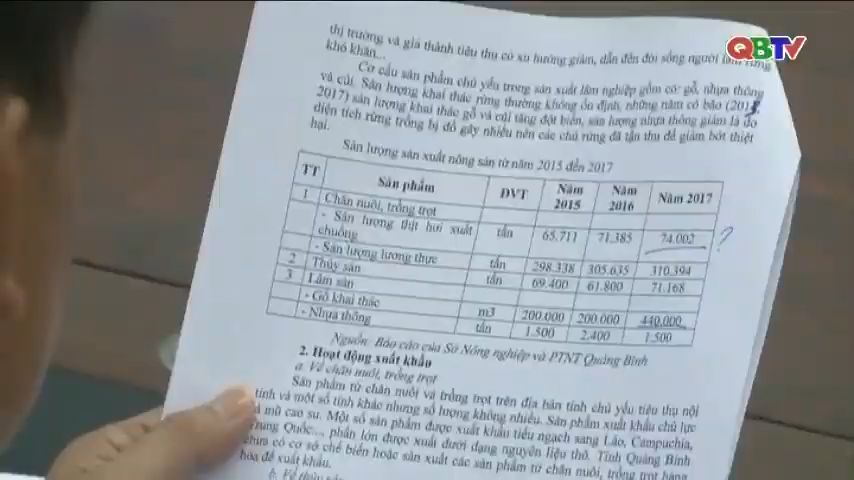 QBTV
thị trường và giá thành tiêu thụ có xu hướng giảm, dẫn đến đời sống người làm rừng
khó khăn...
Cơ cấu sản phẩm chủ yếu trong sản xuất lâm nghiệp gồm có: gỗ, nhựa thông
và củi. Sản lượng khai thác rừng thường không ổn định, những năm có bão (2013,
2017) sản lượng khai thác gỗ và củi tăng đột biến, sản lượng nhựa thông giảm là do
diện tích rừng trồng bị đổ gãy nhiều nên các chủ rừng đã tận thu để giảm bớt thiệt
hại.
Sản lượng sản xuất nông sản từ năm 2015 đến 2017
TT Sản phẩm ĐVT Năm 2015 Năm 2016 Năm 2017
1 Chăn nuôi, trồng trọt
- Sản lượng thịt hơi xuất chuồng tấn 65.711 71.385 74.002 ?
- Sản lượng lương thực tấn 298.338 305.635 310.394
2 Thủy sản tấn 69.400 61.800 71.168
3 Lâm sản
- Gỗ khai thác m3 200.000 200.000 440.000
- Nhựa thông tấn 1.500 2.400 1.500
Nguồn: Báo cáo của Sở Nông nghiệp và PTNT Quảng Bình
2. Hoạt động xuất khẩu
a. Về chăn nuôi, trồng trọt
Sản phẩm từ chăn nuôi và trồng trọt trên địa bàn tỉnh chủ yếu tiêu thụ nội
tỉnh và một số tỉnh khác nhưng số lượng không nhiều. Sản phẩm xuất khẩu chủ lực
mủ cao su. Một số sản phẩm được xuất khẩu tiểu ngạch sang Lào, Campuchia,
Trung Quốc..., phần lớn được xuất dưới dạng nguyên liệu thô. Tỉnh Quảng Bình
chưa có cơ sở chế biến hoặc sản xuất các sản phẩm từ chăn nuôi, trồng trọt hàng
hóa để xuất khẩu.
b. Về thủy sản